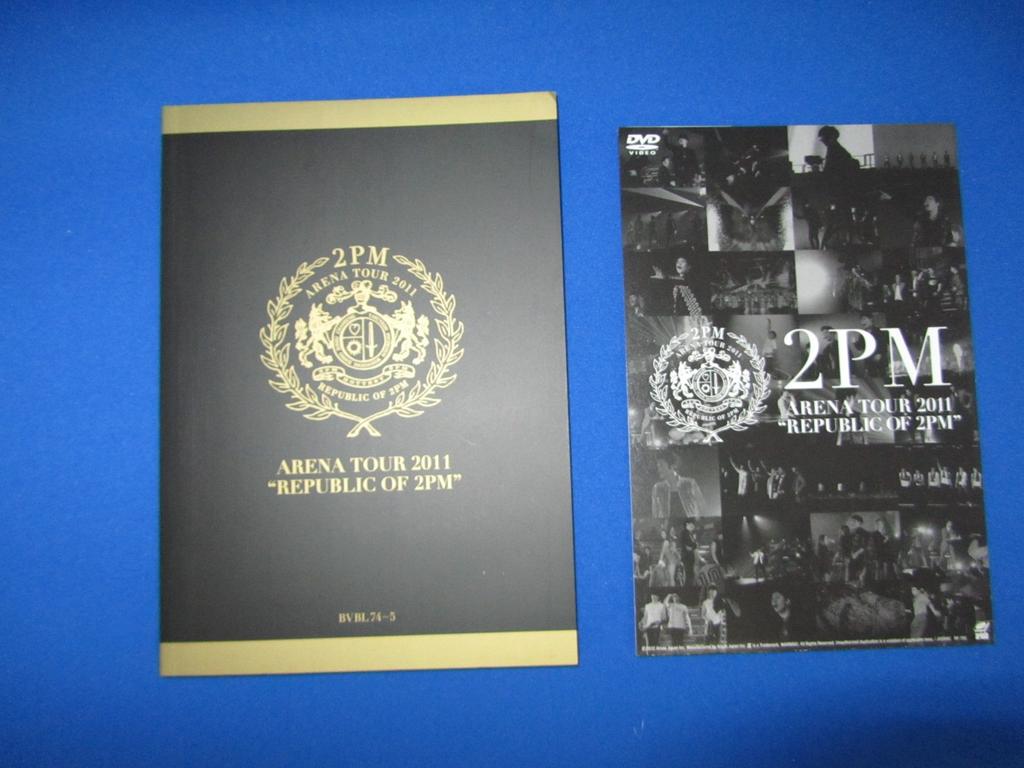 2PM
ARENA TOUR 2011
REPUBLIC OF 2PM
ARENA TOUR 2011
"REPUBLIC OF 2PM"
BVBL 74-5
DVD
VIDEO
2PM
ARENA TOUR 2011
REPUBLIC OF 2PM
2PM
ARENA TOUR 2011
"REPUBLIC OF 2PM"